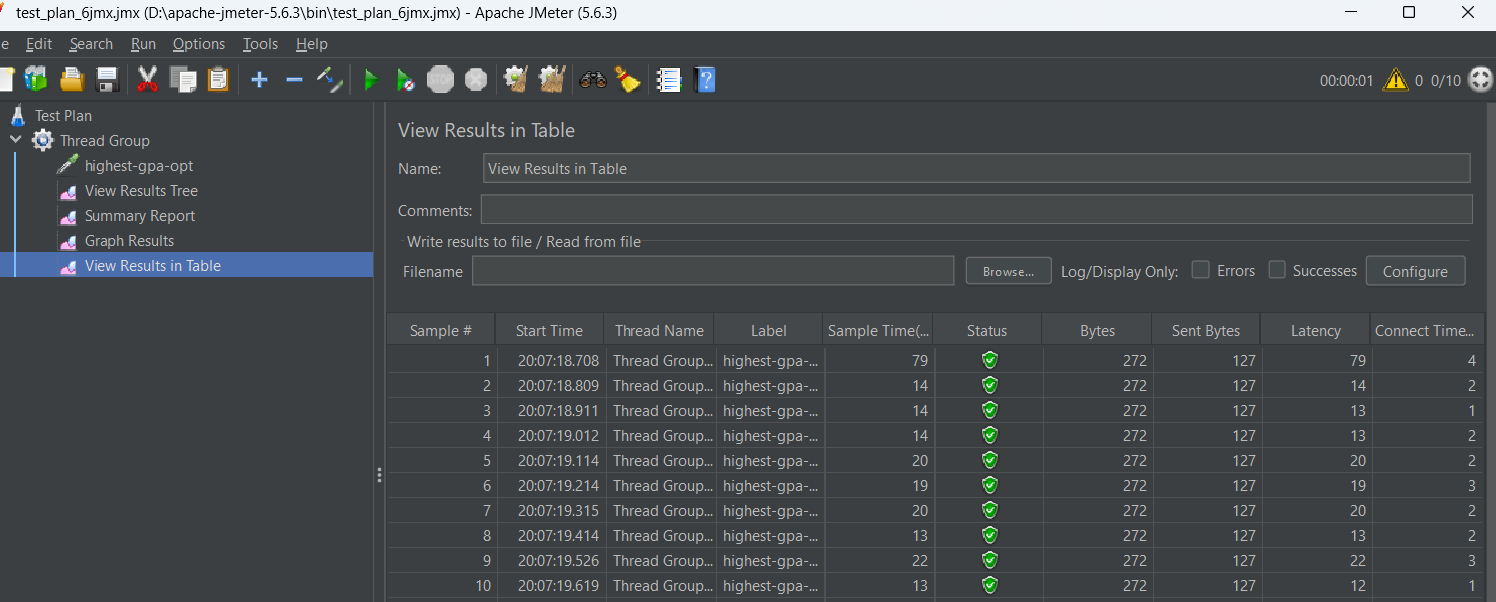 test_plan_6jmx.jmx (D:\apache-jmeter-5.6.3\bin\test_plan_6jmx.jmx) - Apache JMeter (5.6.3)
e Edit Search Run Options Tools Help
STOP 00:00:01 0 0/10
Test Plan
Thread Group
highest-gpa-opt
View Results Tree
Summary Report
Graph Results
View Results in Table
View Results in Table
Name: View Results in Table
Comments:
Write results to file / Read from file
Filename Browse... Log/Display Only: Errors Successes Configure
Sample # Start Time Thread Name Label Sample Time(... Status Bytes Sent Bytes Latency Connect Time...
1 20:07:18.708 Thread Group... highest-gpa-... 79 272 127 79 4
2 20:07:18.809 Thread Group... highest-gpa-... 14 272 127 14 2
3 20:07:18.911 Thread Group... highest-gpa-... 14 272 127 13 1
4 20:07:19.012 Thread Group... highest-gpa-... 14 272 127 13 2
5 20:07:19.114 Thread Group... highest-gpa-... 20 272 127 20 2
6 20:07:19.214 Thread Group... highest-gpa-... 19 272 127 19 3
7 20:07:19.315 Thread Group... highest-gpa-... 20 272 127 20 2
8 20:07:19.414 Thread Group... highest-gpa-... 13 272 127 13 2
9 20:07:19.526 Thread Group... highest-gpa-... 22 272 127 22 3
10 20:07:19.619 Thread Group... highest-gpa-... 13 272 127 12 1